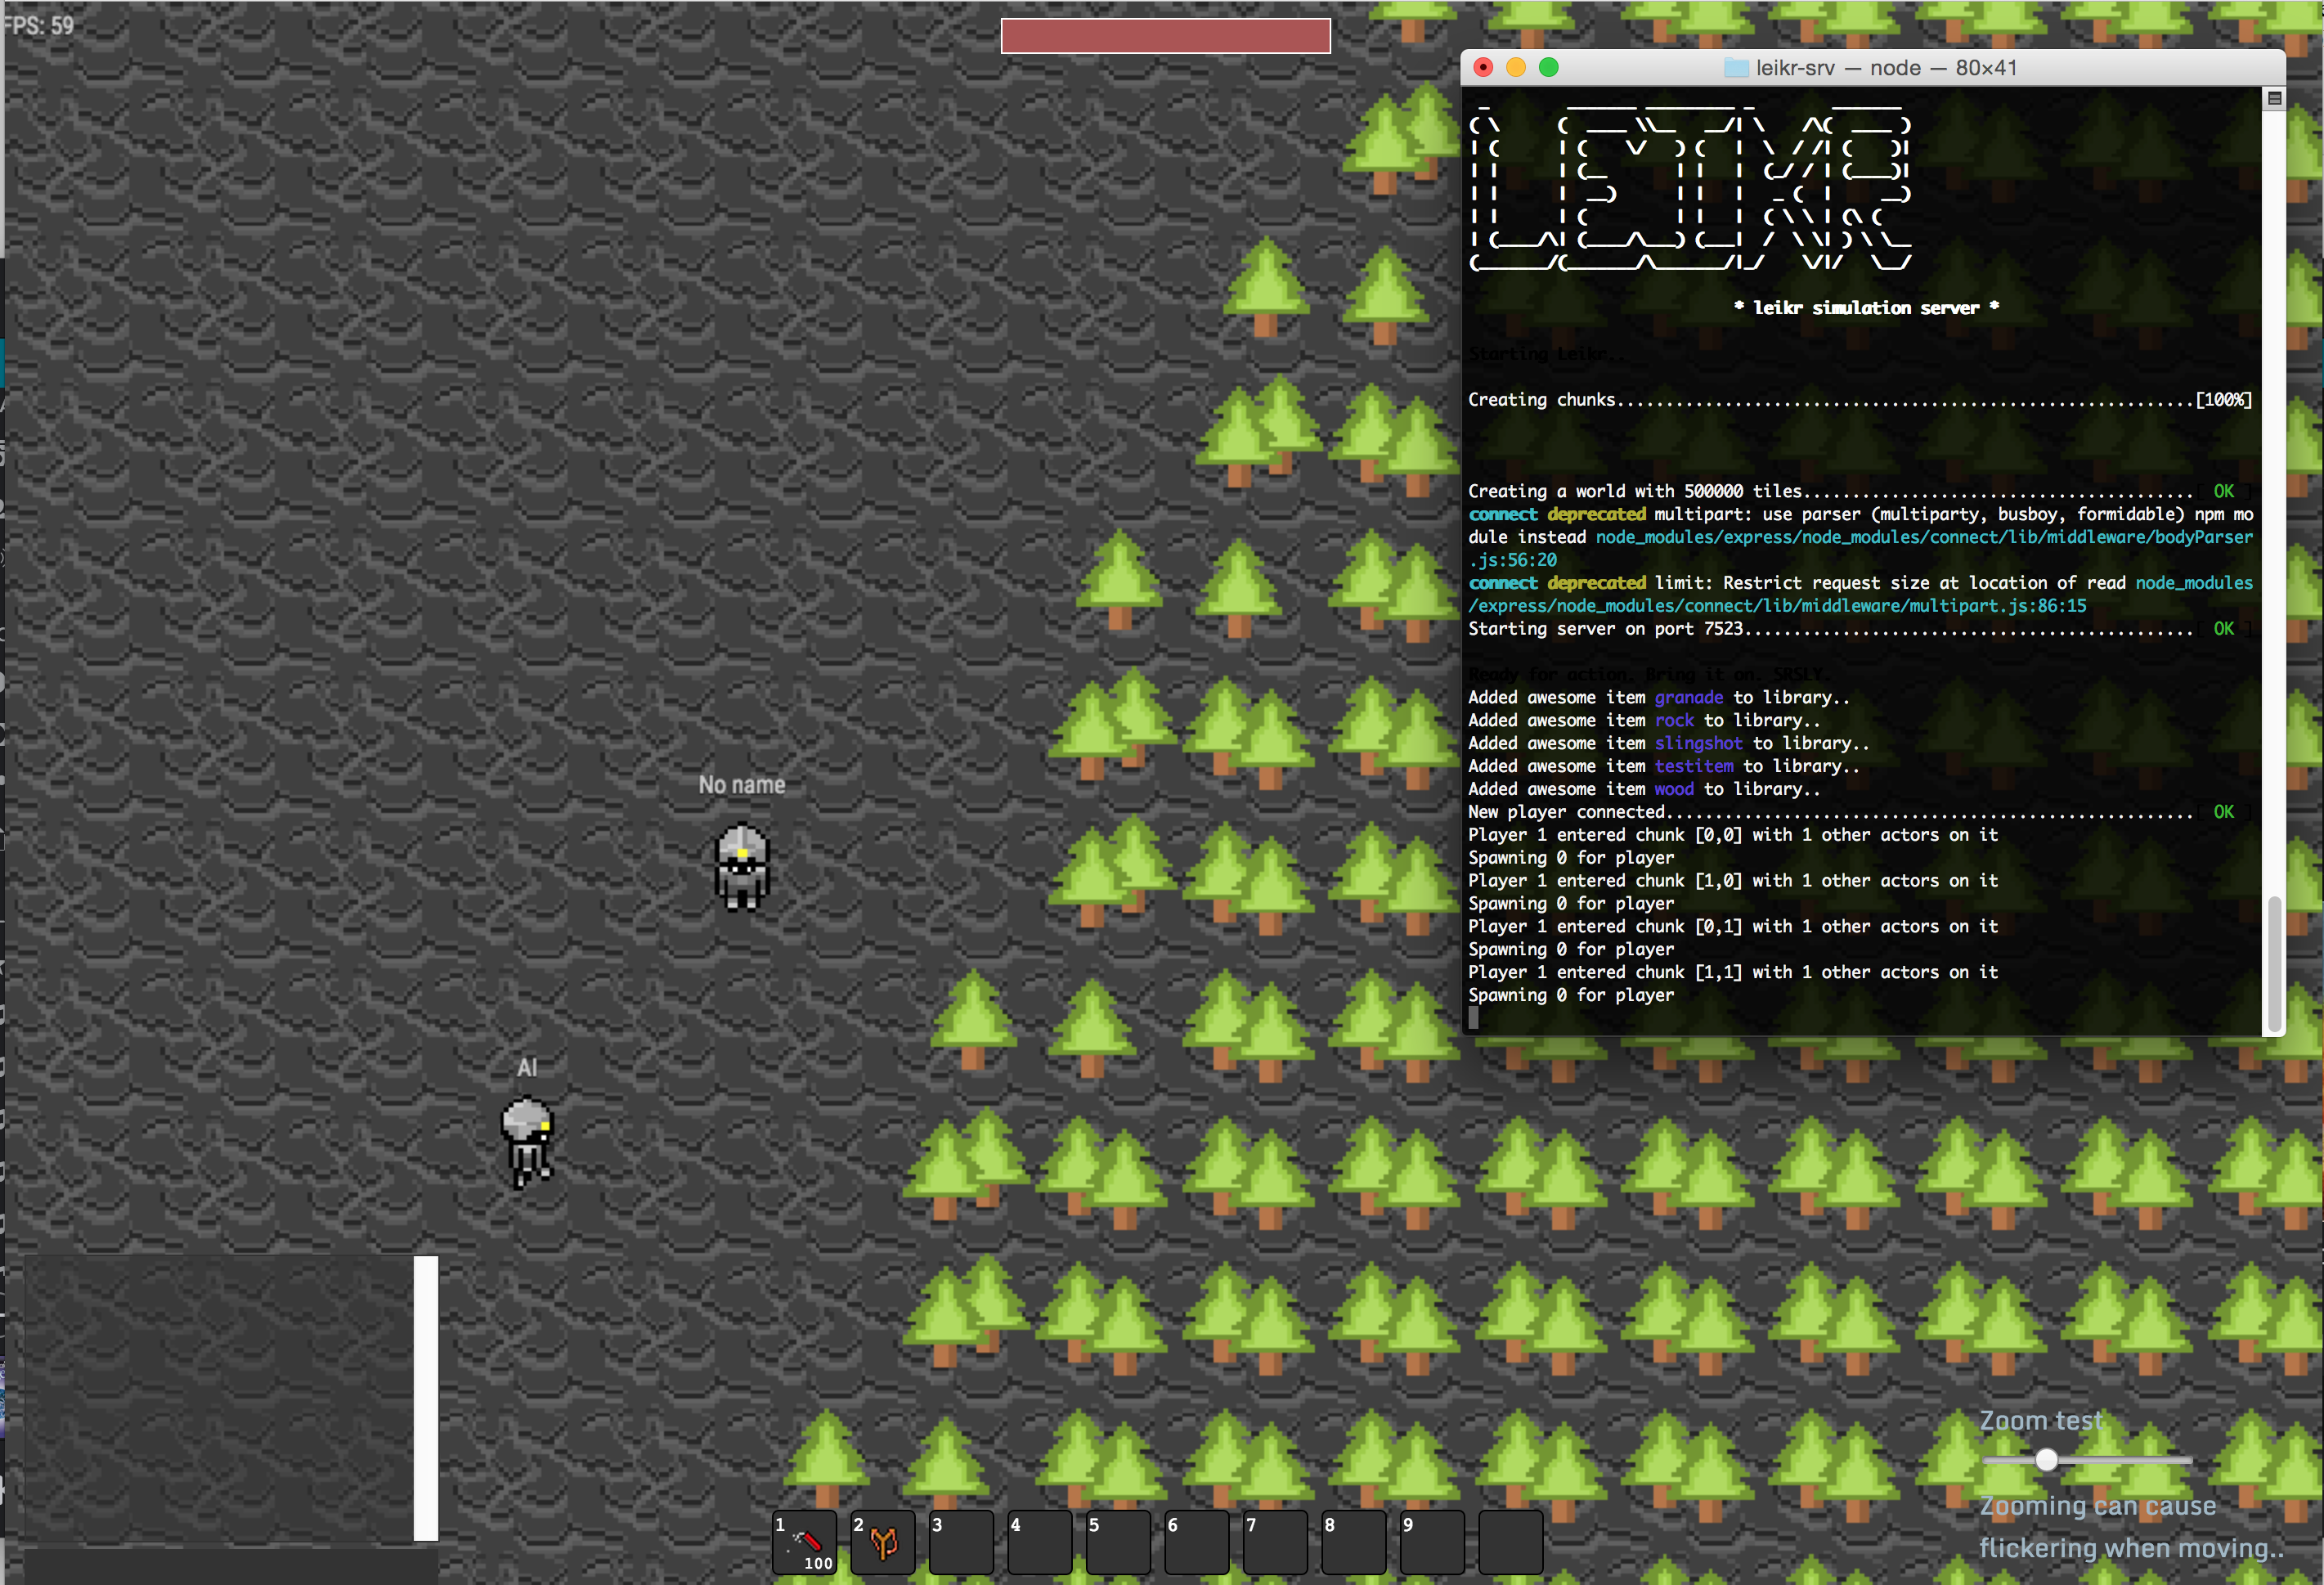 FPS: 59
leikr-srv — node — 80×41
* leikr simulation server *
Starting Leikr..
Creating chunks...........................................................[100%]
Creating a world with 500000 tiles........................................[ OK ]
connect deprecated multipart: use parser (multiparty, busboy, formidable) npm mo
dule instead node_modules/express/node_modules/connect/lib/middleware/bodyParser
.js:56:20
connect deprecated limit: Restrict request size at location of read node_modules
/express/node_modules/connect/lib/middleware/multipart.js:86:15
Starting server on port 7523..............................................[ OK ]
Ready for action. Bring it on. SRSLY.
Added awesome item granade to library..
Added awesome item rock to library..
Added awesome item slingshot to library..
Added awesome item testitem to library..
Added awesome item wood to library..
New player connected......................................................[ OK ]
Player 1 entered chunk [0,0] with 1 other actors on it
Spawning 0 for player
Player 1 entered chunk [1,0] with 1 other actors on it
Spawning 0 for player
Player 1 entered chunk [0,1] with 1 other actors on it
Spawning 0 for player
Player 1 entered chunk [1,1] with 1 other actors on it
Spawning 0 for player
No name
AI
Zoom test
Zooming can cause
flickering when moving..
1 2 3 4 5 6 7 8 9
100